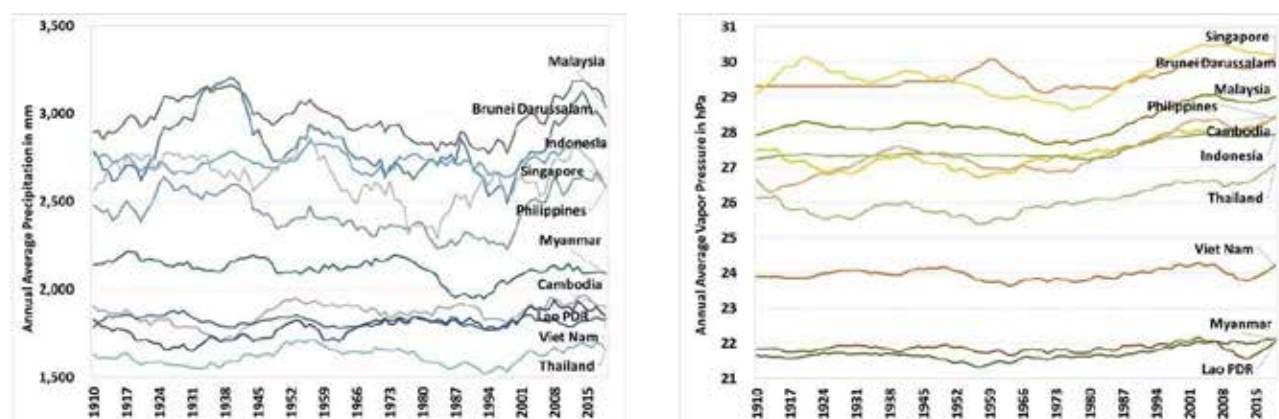 Annual Average Precipitation in mm
3,500
3,000
2,500
2,000
1,500
Malaysia
Brunei Darussalam
Indonesia
Singapore
Philippines
Myanmar
Cambodia
Lao PDR
Viet Nam
Thailand
1910 1917 1924 1931 1938 1945 1952 1959 1966 1973 1980 1987 1994 2001 2008 2015
Annual Average Vapor Pressure in hPa
31
30
29
28
27
26
25
24
23
22
21
Singapore
Brunei Darussalam
Malaysia
Philippines
Cambodia
Indonesia
Thailand
Viet Nam
Myanmar
Lao PDR
1910 1917 1924 1931 1938 1945 1952 1959 1966 1973 1980 1987 1994 2001 2008 2015